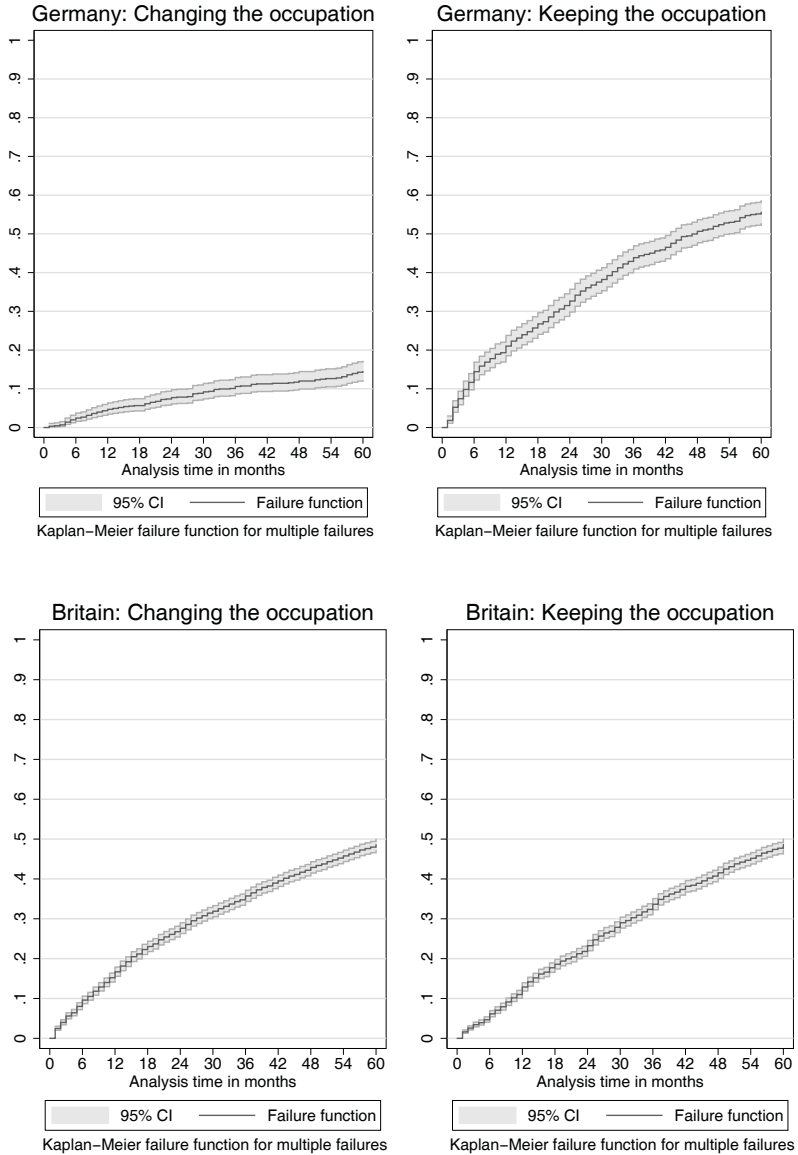 Germany: Changing the occupation
1
.9
.8
.7
.6
.5
.4
.3
.2
.1
0
0 6 12 18 24 30 36 42 48 54 60
Analysis time in months
95% CI Failure function
Kaplan−Meier failure function for multiple failures
Germany: Keeping the occupation
1
.9
.8
.7
.6
.5
.4
.3
.2
.1
0
0 6 12 18 24 30 36 42 48 54 60
Analysis time in months
95% CI Failure function
Kaplan−Meier failure function for multiple failures
Britain: Changing the occupation
1
.9
.8
.7
.6
.5
.4
.3
.2
.1
0
0 6 12 18 24 30 36 42 48 54 60
Analysis time in months
95% CI Failure function
Kaplan−Meier failure function for multiple failures
Britain: Keeping the occupation
1
.9
.8
.7
.6
.5
.4
.3
.2
.1
0
0 6 12 18 24 30 36 42 48 54 60
Analysis time in months
95% CI Failure function
Kaplan−Meier failure function for multiple failures